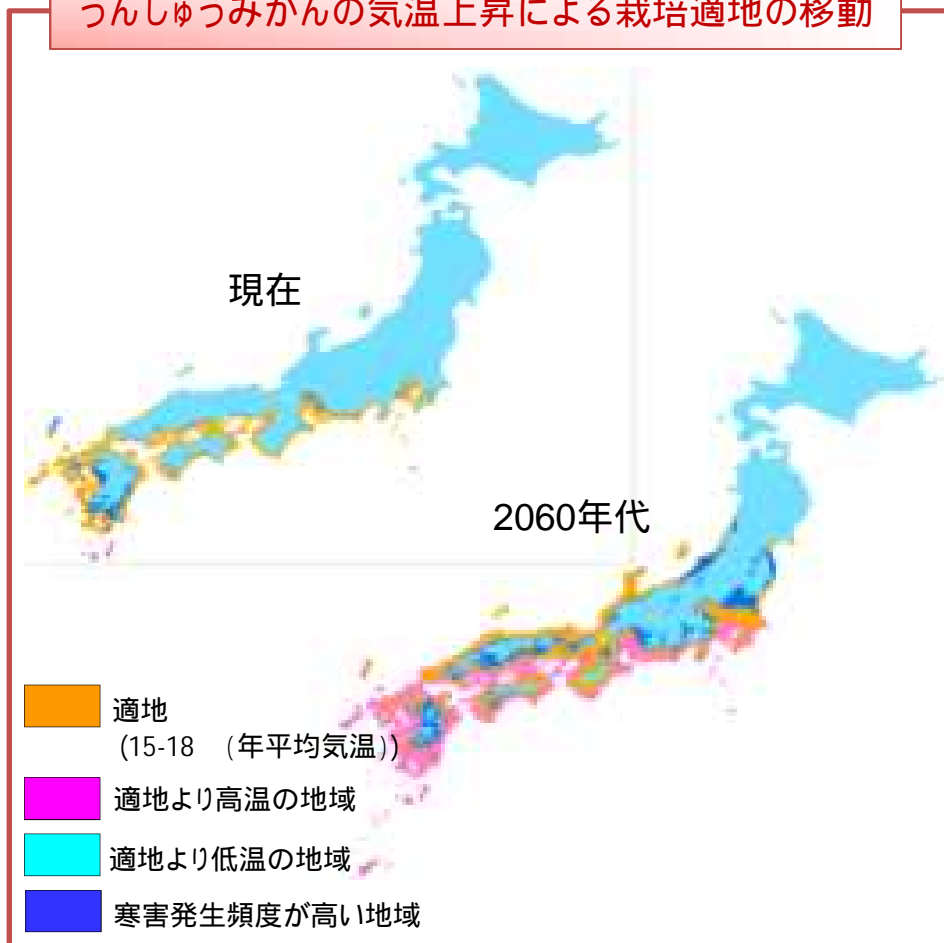 うんしゅうみかんの気温上昇による栽培適地の移動
現在
2060年代
適地
(15-18　(年平均気温))
適地より高温の地域
適地より低温の地域
寒害発生頻度が高い地域